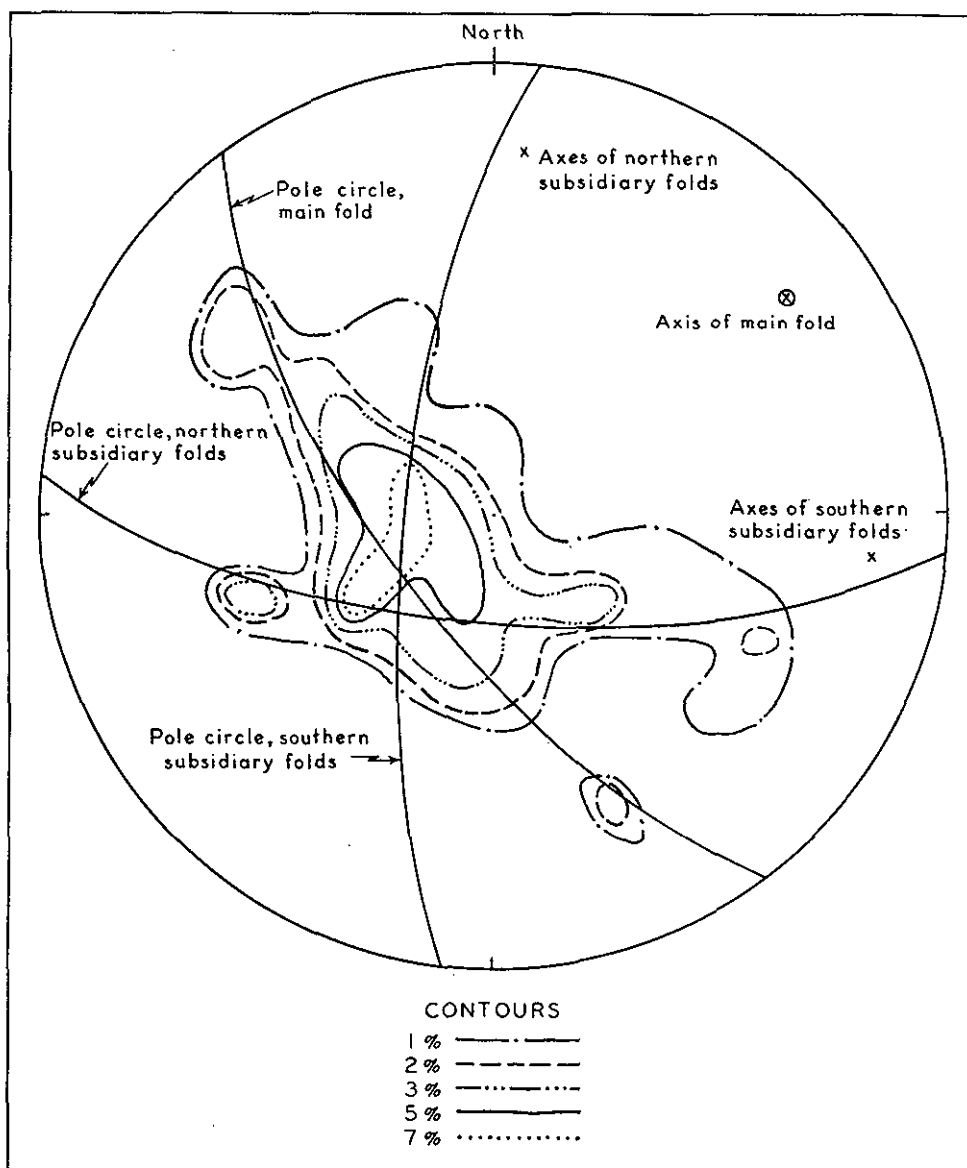 North
Axes of northern
subsidiary folds
Pole circle,
main fold
Axis of main fold
Pole circle, northern
subsidiary folds
Axes of southern
subsidiary folds
Pole circle, southern
subsidiary folds
CONTOURS
1 %
2 %
3 %
5 %
7 %